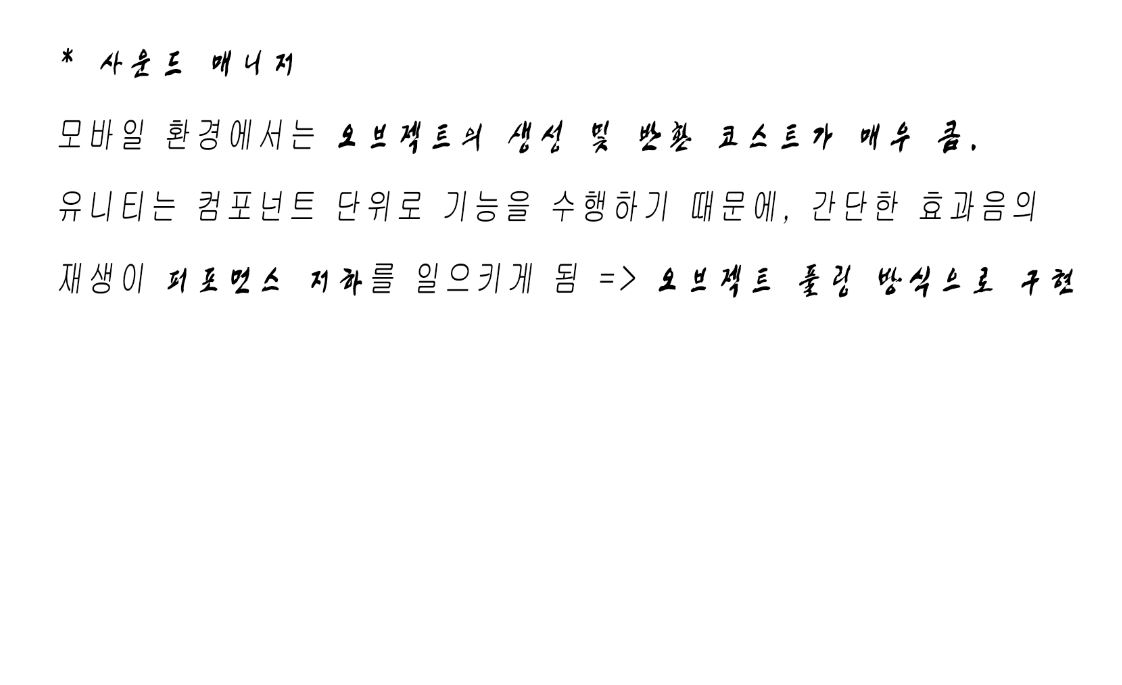 * 사운드 매니저
모바일 환경에서는 오브젝트의 생성 및 반환 코스트가 매우 큼.
유니티는 컴포넌트 단위로 기능을 수행하기 때문에, 간단한 효과음의
재생이 퍼포먼스 저하를 일으키게 됨 => 오브젝트 풀링 방식으로 구현